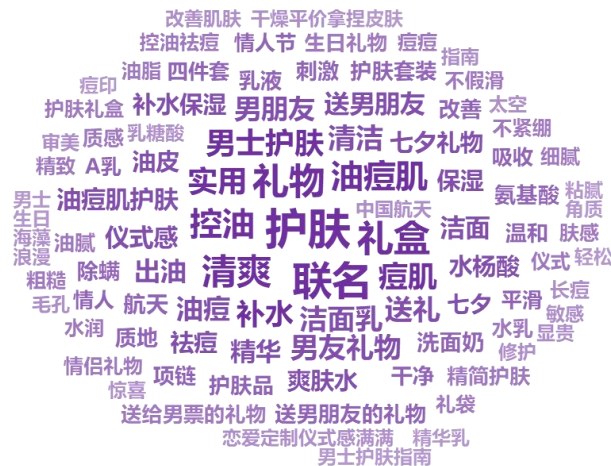 改善肌肤 干燥平价拿捏皮肤
控油祛痘 情人节 生日礼物 痘痘 指南
油脂 四件套 乳液 刺激 护肤套装 不假滑
痘印 护肤礼盒 补水保湿 男朋友 送男朋友 改善 太空
审美 质感 乳糖酸 男士护肤 清洁 七夕礼物 不紧绷
精致 A乳 油皮 实用 礼物 油痘肌 保湿 吸收 细腻
男士 油痘肌护肤 中国航天 氨基酸 粘腻
生日 控油 护肤 礼盒 洁面 温和 肤感 角质
海藻 油腻 仪式感
浪漫 除螨 出油 清爽 联名 痘肌 水杨酸 仪式 轻松
粗糙 毛孔 情人 航天 油痘 补水 洁面乳 送礼 七夕 平滑 长痘
水润 质地 祛痘 精华 男友礼物 洗面奶 水乳 敏感
情侣礼物 项链 护肤品 爽肤水 干净 精简护肤 修护 显贵
惊喜 送给男票的礼物 送男朋友的礼物 礼袋
恋爱定制仪式感满满 精华乳
男士护肤指南